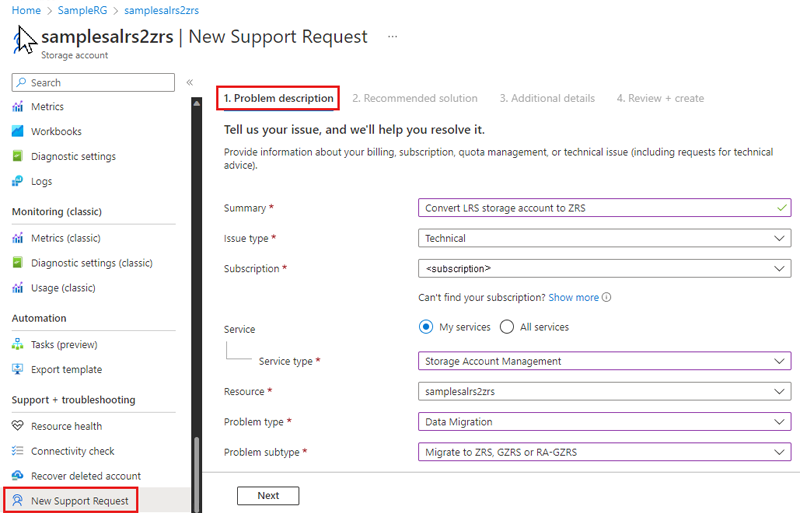 Home > SampleRG > samplesalrs2zrs
samplesalrs2zrs | New Support Request ...
Storage account
Search «
Metrics
Workbooks
Diagnostic settings
Logs
Monitoring (classic)
Metrics (classic)
Diagnostic settings (classic)
Usage (classic)
Automation
Tasks (preview)
Export template
Support + troubleshooting
Resource health
Connectivity check
Recover deleted account
New Support Request
1. Problem description 2. Recommended solution 3. Additional details 4. Review + create
Tell us your issue, and we'll help you resolve it.
Provide information about your billing, subscription, quota management, or technical issue (including requests for technical
advice).
Summary * Convert LRS storage account to ZRS
Issue type * Technical
Subscription * <subscription>
Can't find your subscription? Show more
Service My services All services
Service type * Storage Account Management
Resource * samplesalrs2zrs
Problem type * Data Migration
Problem subtype * Migrate to ZRS, GZRS or RA-GZRS
Next